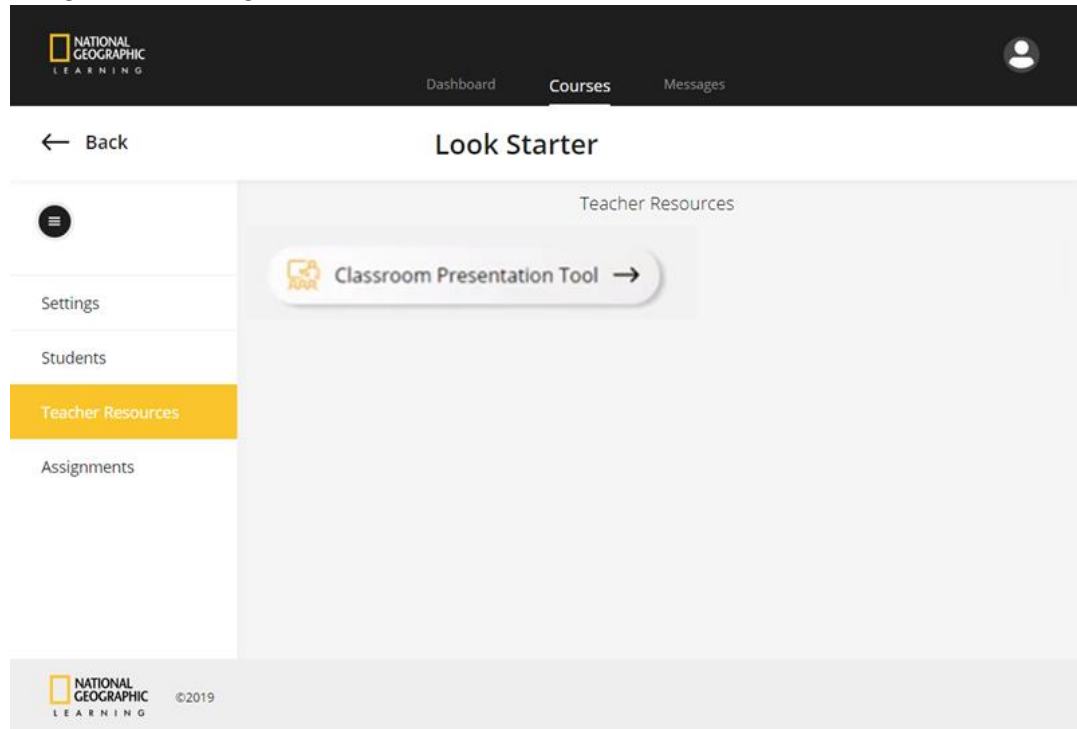 NATIONAL
GEOGRAPHIC
LEARNING
Dashboard Courses Messages
← Back
Look Starter
Teacher Resources
Classroom Presentation Tool →
Settings
Students
Teacher Resources
Assignments
NATIONAL
GEOGRAPHIC
LEARNING
©2019